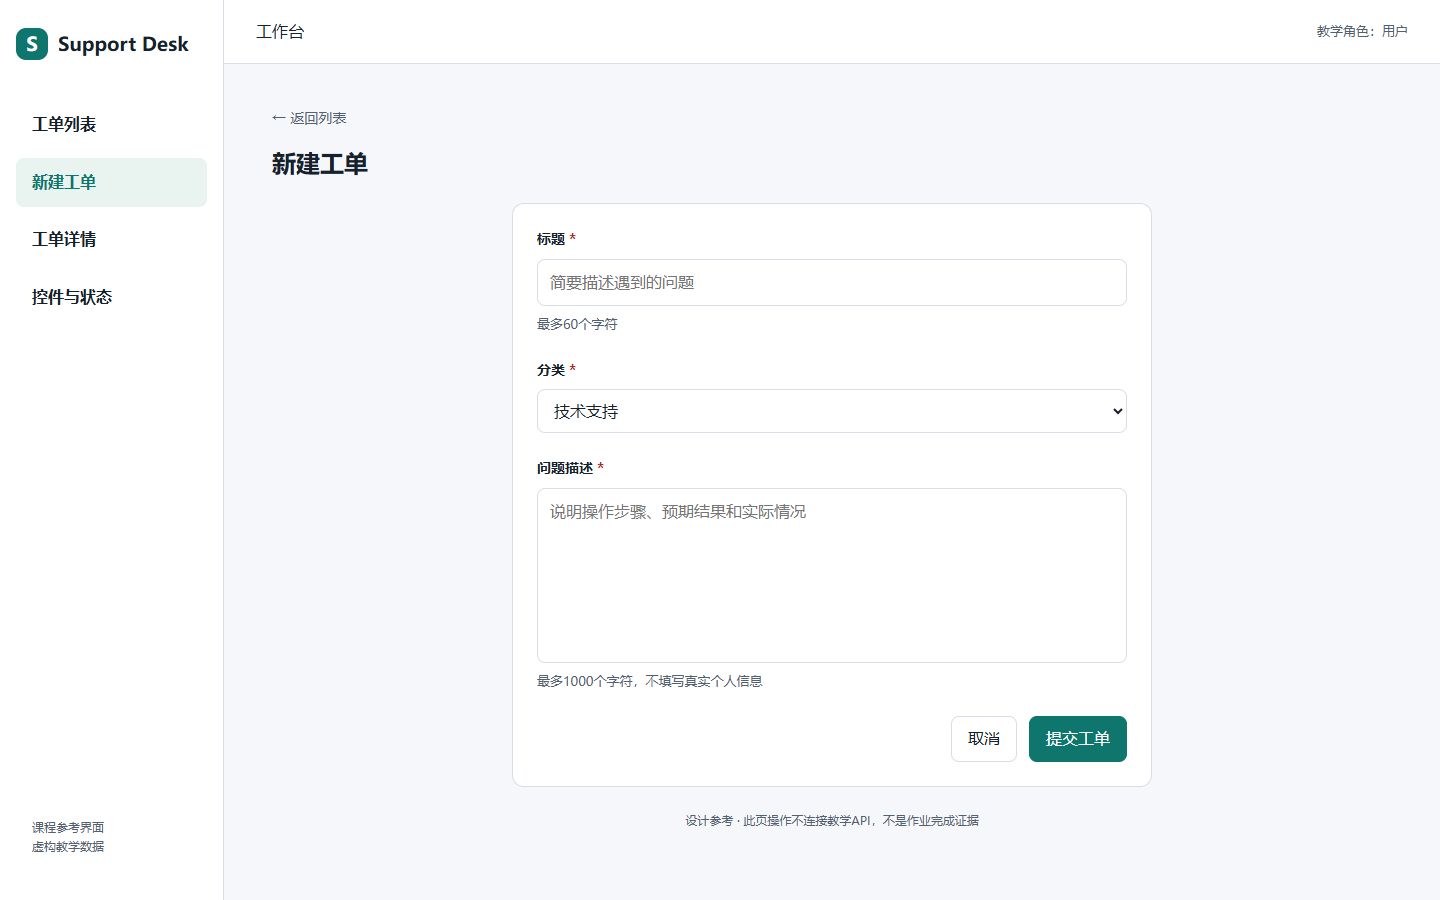 S Support Desk
工单列表
新建工单
工单详情
控件与状态
课程参考界面
虚构教学数据
工作台
教学角色：用户
← 返回列表
新建工单
标题 *
简要描述遇到的问题
最多60个字符
分类 *
技术支持
问题描述 *
说明操作步骤、预期结果和实际情况
最多1000个字符，不填写真实个人信息
取消
提交工单
设计参考 · 此页操作不连接教学API，不是作业完成证据